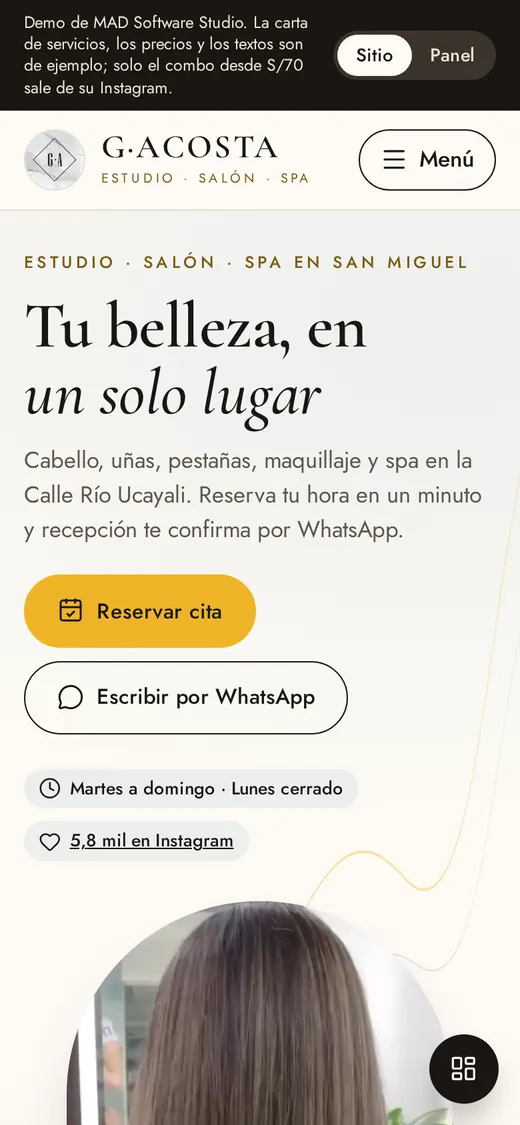 Demo de MAD Software Studio. La carta
de servicios, los precios y los textos son
de ejemplo; solo el combo desde S/70
sale de su Instagram.
Sitio
Panel
G·A
G·ACOSTA
ESTUDIO · SALÓN · SPA
Menú
ESTUDIO · SALÓN · SPA EN SAN MIGUEL
Tu belleza, en
un solo lugar
Cabello, uñas, pestañas, maquillaje y spa en la
Calle Río Ucayali. Reserva tu hora en un minuto
y recepción te confirma por WhatsApp.
Reservar cita
Escribir por WhatsApp
Martes a domingo · Lunes cerrado
5,8 mil en Instagram